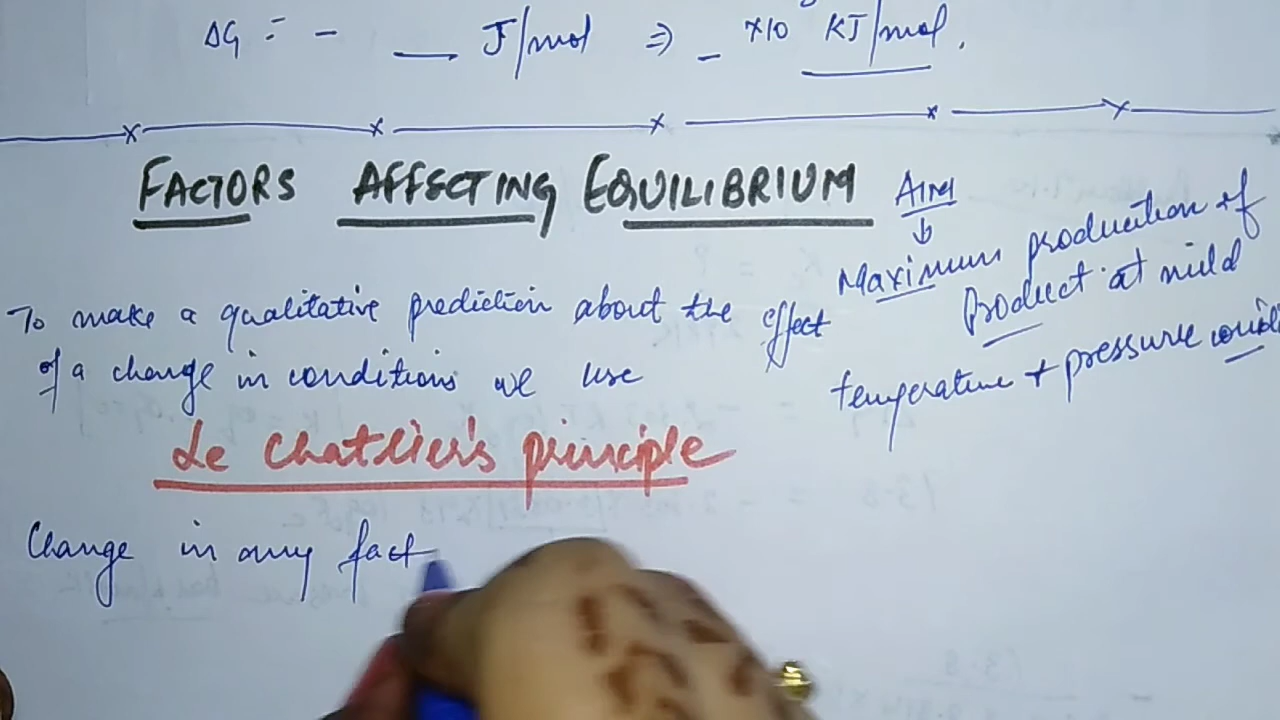 ΔG = - __ J/mol ⇒ _ ×10 KJ/mol.
FACTORS AFFECTING EQUILIBRIUM
AIM
↓
Maximum production of
Product at mild
temperature + pressure
To make a qualitative prediction about the effect
of a change in conditions we use
Le Chatlier's principle
Change in any fact